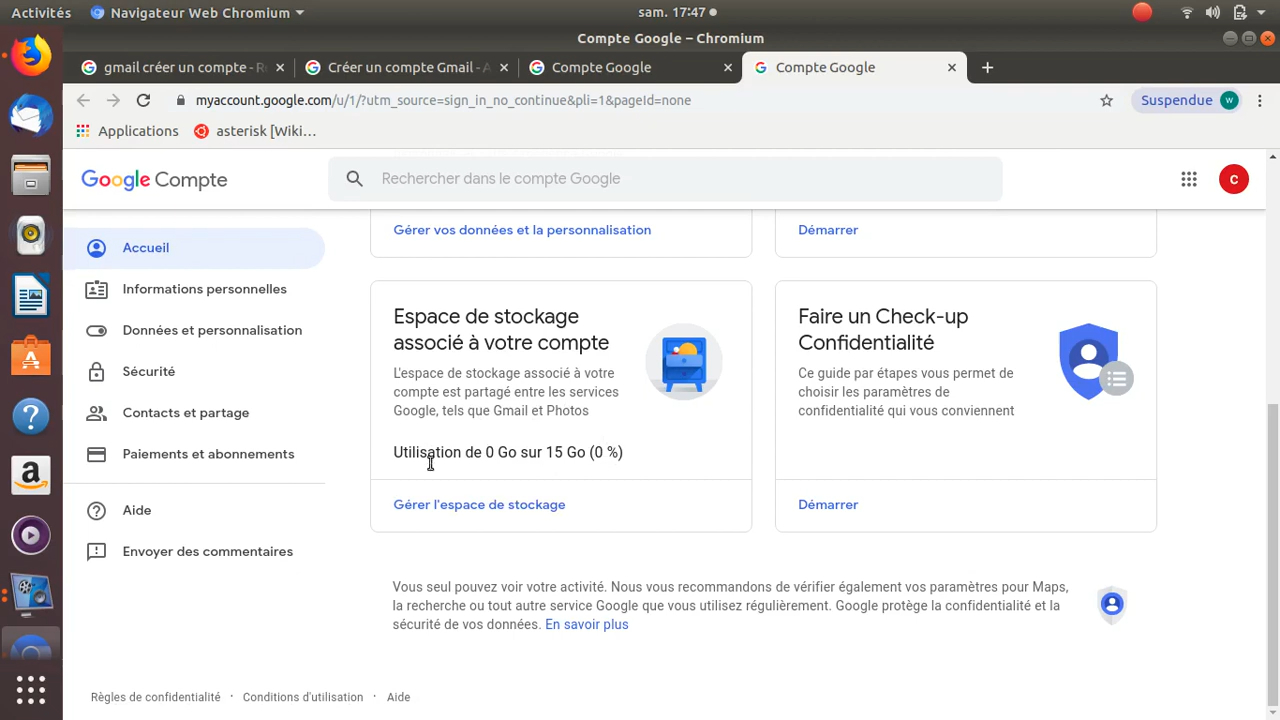 Activités
Navigateur Web Chromium
sam. 17:47
Compte Google – Chromium
gmail créer un compte - R
Créer un compte Gmail - A
Compte Google
Compte Google
myaccount.google.com/u/1/?utm_source=sign_in_no_continue&pli=1&pageId=none
Suspendue
W
Applications
asterisk [Wiki…
Google Compte
Rechercher dans le compte Google
C
Accueil
Informations personnelles
Données et personnalisation
Sécurité
Contacts et partage
Paiements et abonnements
Aide
Envoyer des commentaires
Gérer vos données et la personnalisation
Démarrer
Espace de stockage
associé à votre compte
L'espace de stockage associé à votre
compte est partagé entre les services
Google, tels que Gmail et Photos
Utilisation de 0 Go sur 15 Go (0 %)
Gérer l'espace de stockage
Faire un Check-up
Confidentialité
Ce guide par étapes vous permet de
choisir les paramètres de
confidentialité qui vous conviennent
Démarrer
Vous seul pouvez voir votre activité. Nous vous recommandons de vérifier également vos paramètres pour Maps,
la recherche ou tout autre service Google que vous utilisez régulièrement. Google protège la confidentialité et la
sécurité de vos données. En savoir plus
Règles de confidentialité · Conditions d'utilisation · Aide